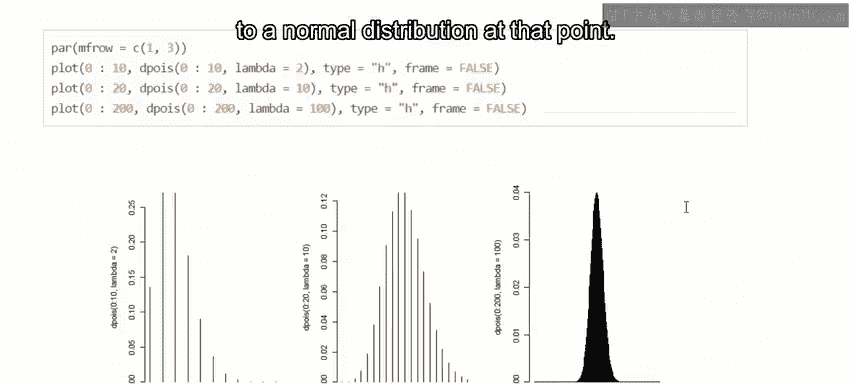 to a normal distribution at that point.
par(mfrow = c(1, 3))
plot(0 : 10, dpois(0 : 10, lambda = 2), type = "h", frame = FALSE)
plot(0 : 20, dpois(0 : 20, lambda = 10), type = "h", frame = FALSE)
plot(0 : 200, dpois(0 : 200, lambda = 100), type = "h", frame = FALSE)
dpois(0:10, lambda = 2)
0.05
0.10
0.15
0.20
0.25
dpois(0:20, lambda = 10)
0.02
0.04
0.06
0.08
0.10
0.12
dpois(0:200, lambda = 100)
0.01
0.02
0.03
0.04